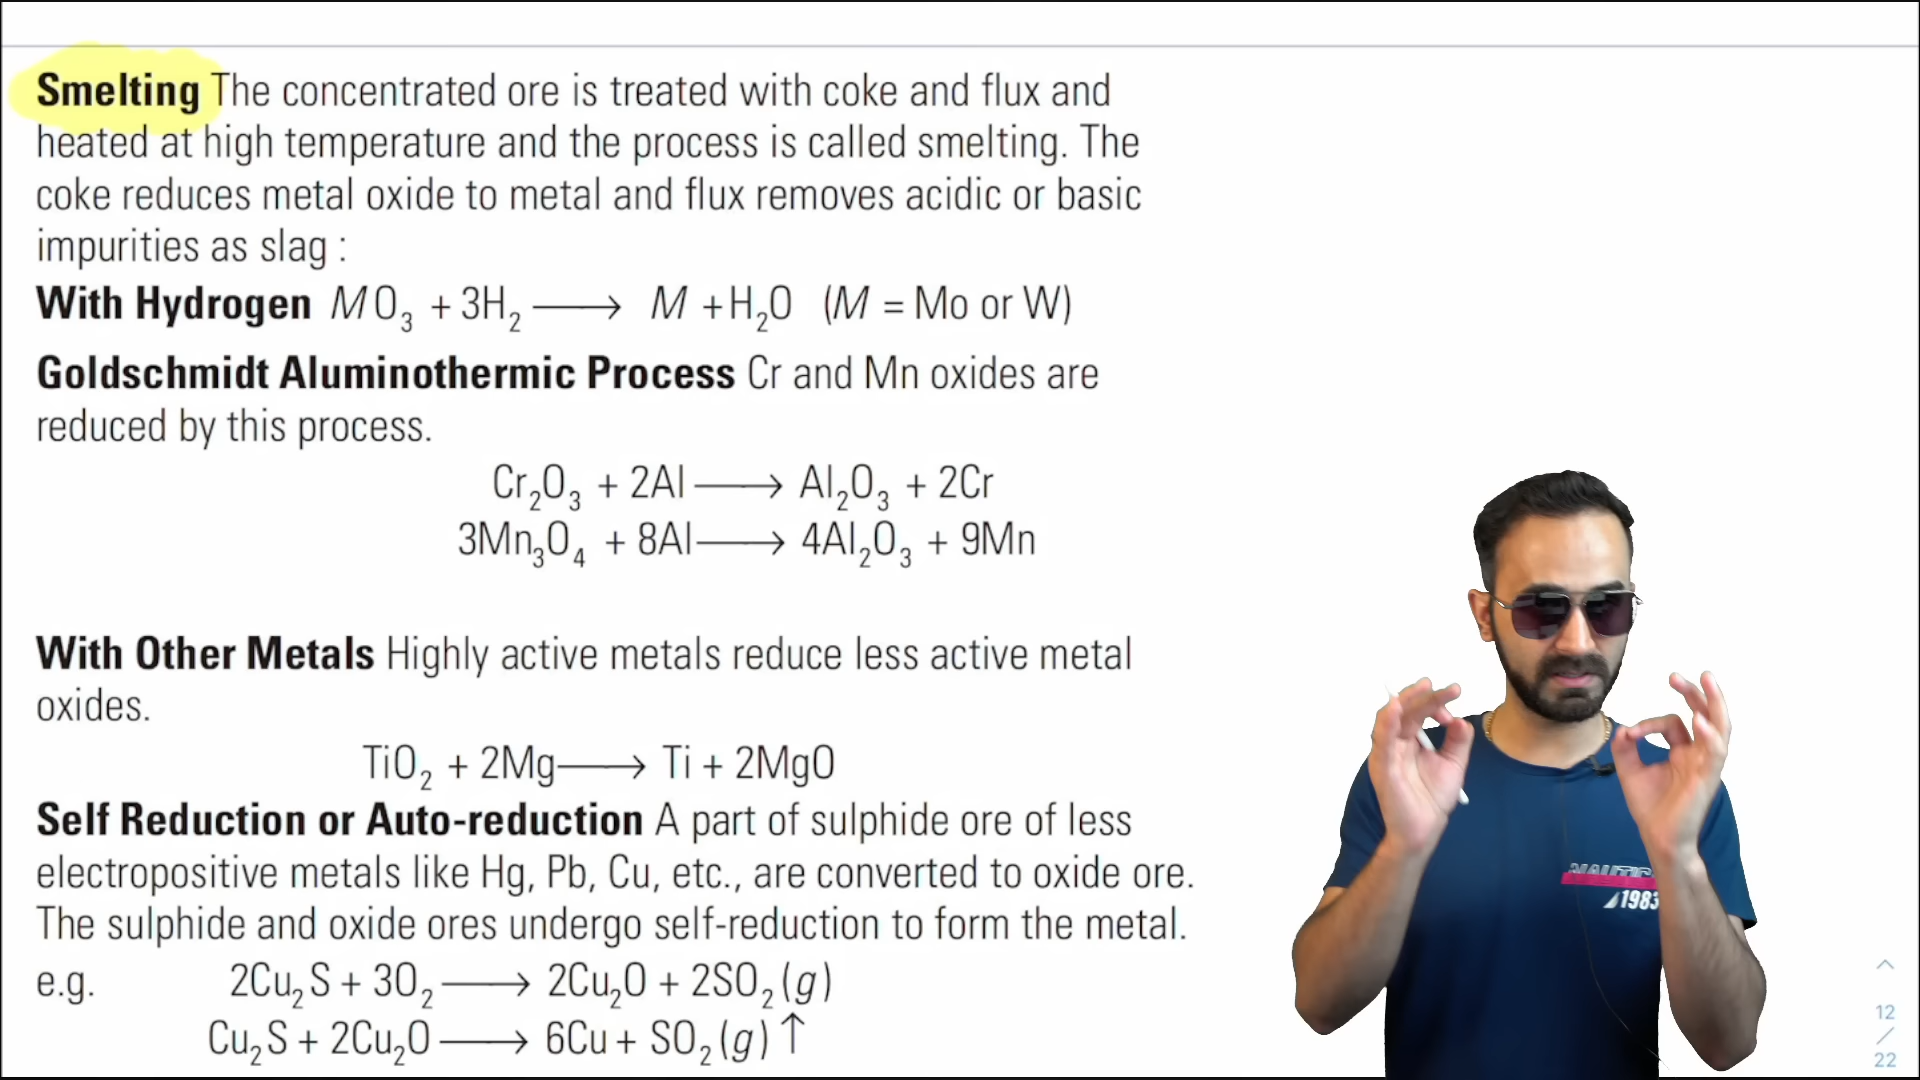 Smelting The concentrated ore is treated with coke and flux and
heated at high temperature and the process is called smelting. The
coke reduces metal oxide to metal and flux removes acidic or basic
impurities as slag :
With Hydrogen MO₃ + 3H₂ ⟶ M + H₂O (M = Mo or W)
Goldschmidt Aluminothermic Process Cr and Mn oxides are
reduced by this process.
Cr₂O₃ + 2Al ⟶ Al₂O₃ + 2Cr
3Mn₃O₄ + 8Al ⟶ 4Al₂O₃ + 9Mn
With Other Metals Highly active metals reduce less active metal
oxides.
TiO₂ + 2Mg ⟶ Ti + 2MgO
Self Reduction or Auto-reduction A part of sulphide ore of less
electropositive metals like Hg, Pb, Cu, etc., are converted to oxide ore.
The sulphide and oxide ores undergo self-reduction to form the metal.
e.g. 2Cu₂S + 3O₂ ⟶ 2Cu₂O + 2SO₂(g)
Cu₂S + 2Cu₂O ⟶ 6Cu + SO₂(g)↑
1983
12
/
22